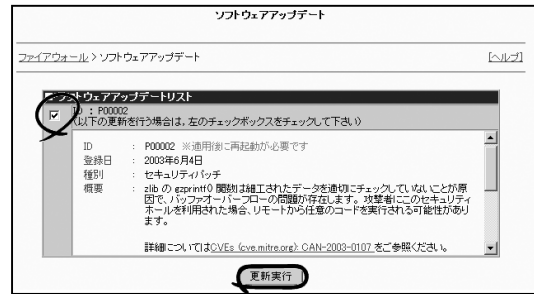 ソフトウェアアップデート
ファイアウォール > ソフトウェアアップデート
[ヘルプ]
ソフトウェアアップデートリスト
ID : P00002
(以下の更新を行う場合は、左のチェックボックスをチェックして下さい)
ID : P00002 ※適用後に再起動が必要です
登録日 : 2003年6月4日
種別 : セキュリティパッチ
概要 : zlib の gzprintf() 関数は細工されたデータを適切にチェックしていないことが原
因で、バッファオーバーフローの問題が存在します。攻撃者にこのセキュリティ
ホールを利用された場合、リモートから任意のコードを実行される可能性があり
ます。
詳細についてはCVEs (cve.mitre.org): CAN-2003-0107 をご参照ください。
更新実行